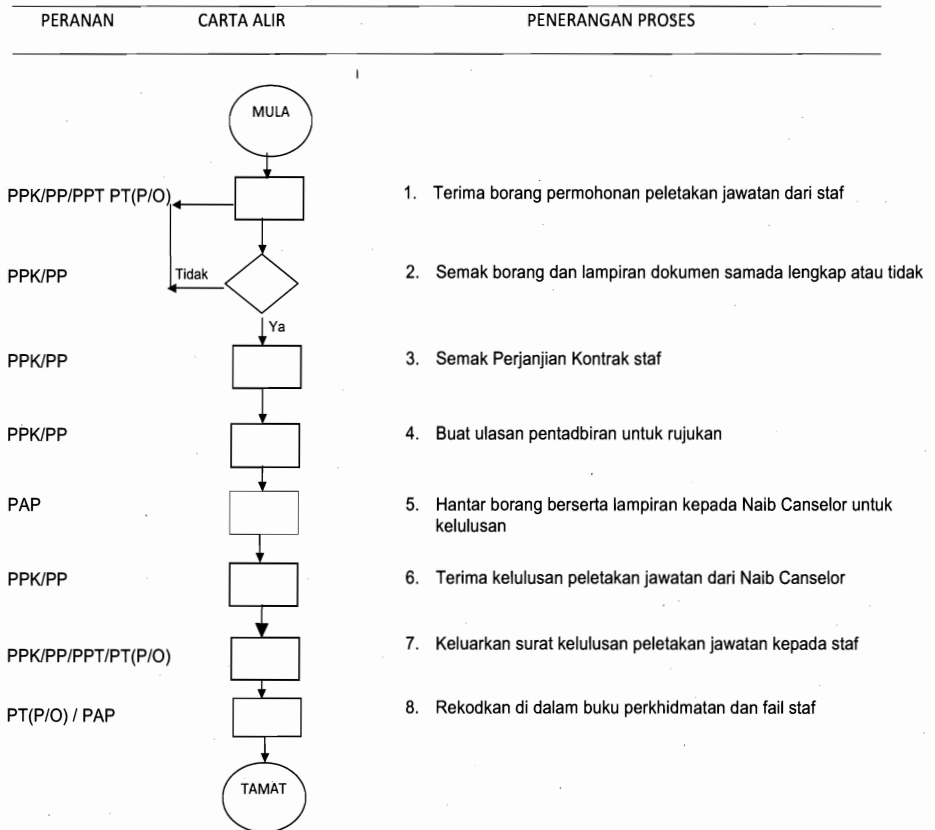 PERANAN CARTA ALIR PENERANGAN PROSES
MULA
PPK/PP/PPT PT(P/O) 1. Terima borang permohonan peletakan jawatan dari staf
PPK/PP Tidak 2. Semak borang dan lampiran dokumen samada lengkap atau tidak
Ya
PPK/PP 3. Semak Perjanjian Kontrak staf
PPK/PP 4. Buat ulasan pentadbiran untuk rujukan
PAP 5. Hantar borang berserta lampiran kepada Naib Canselor untuk
kelulusan
PPK/PP 6. Terima kelulusan peletakan jawatan dari Naib Canselor
PPK/PP/PPT/PT(P/O) 7. Keluarkan surat kelulusan peletakan jawatan kepada staf
PT(P/O) / PAP 8. Rekodkan di dalam buku perkhidmatan dan fail staf
TAMAT